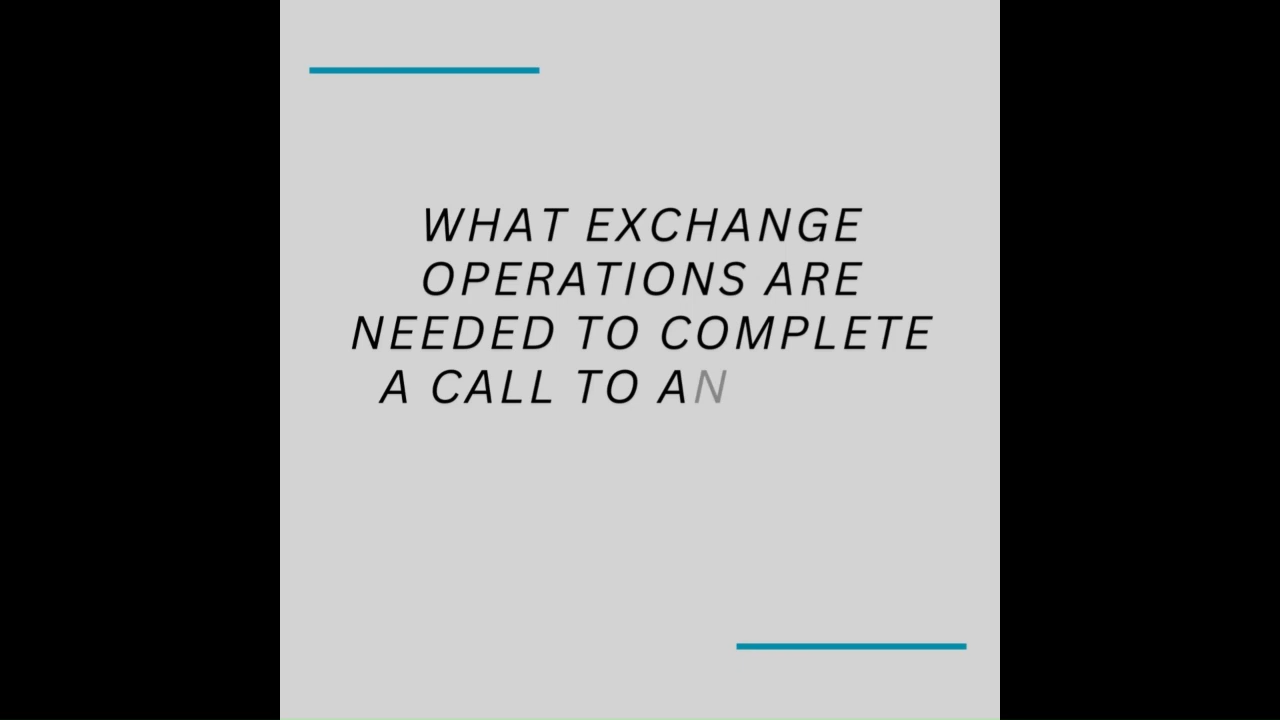 WHAT EXCHANGE
OPERATIONS ARE
NEEDED TO COMPLETE
A CALL TO AN